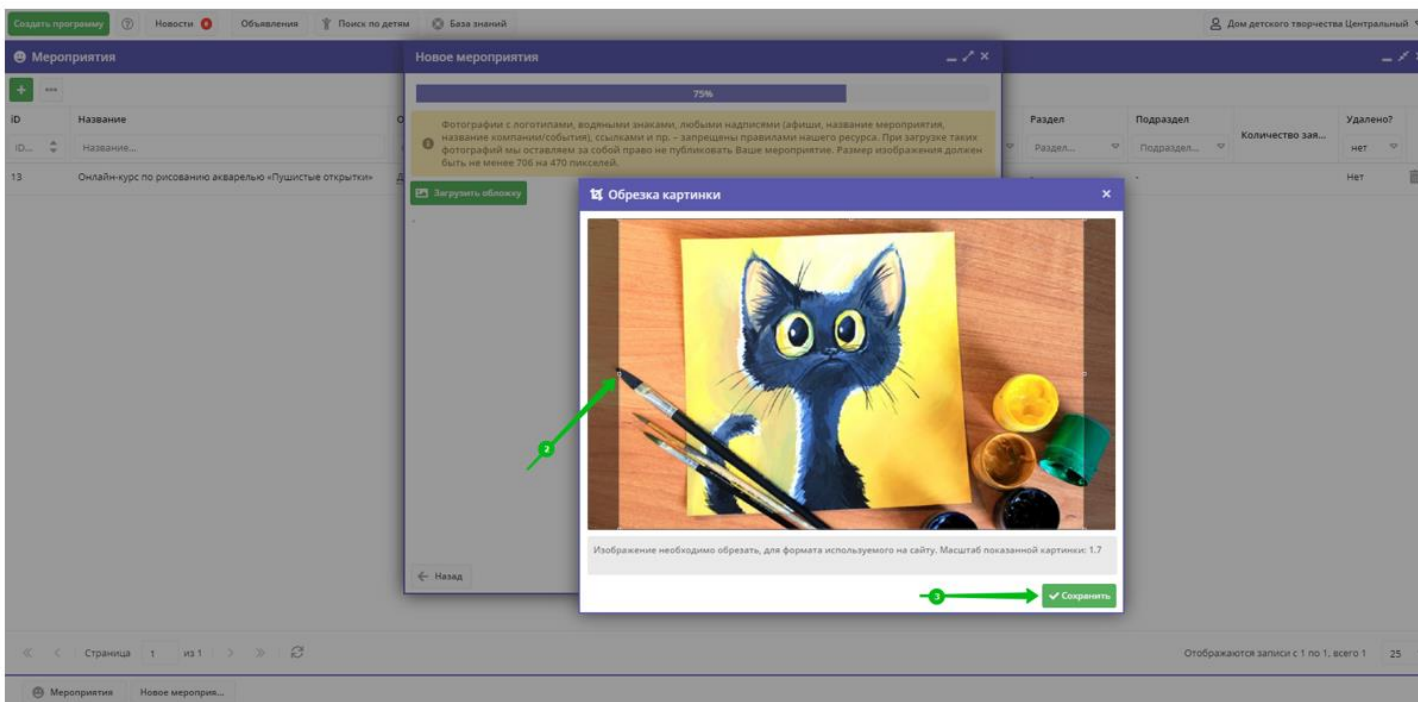 Создать программу
Новости
Объявления
Поиск по детям
База знаний
Дом детского творчества Центральный
Мероприятия
Новое мероприятия
75%
iD
Название
Раздел
Подраздел
Количество зая...
Удалено?
ID...
Название...
Раздел...
Подраздел...
нет
Фотографии с логотипами, водяными знаками, любыми надписями (афиши, название мероприятия,
название компании/события), ссылками и пр. – запрещены правилами нашего ресурса. При загрузке таких
фотографий мы оставляем за собой право не публиковать Ваше мероприятие. Размер изображения должен
быть не менее 706 на 470 пикселей.
13
Онлайн-курс по рисованию акварелью «Пушистые открытки»
-
-
Нет
Загрузить обложку
Обрезка картинки
2
Изображение необходимо обрезать, для формата используемого на сайту. Масштаб показанной картинки: 1.7
Назад
3
Сохранить
Страница 1 из 1
Отображаются записи с 1 по 1, всего 1
25
Мероприятия
Новое мероприя...